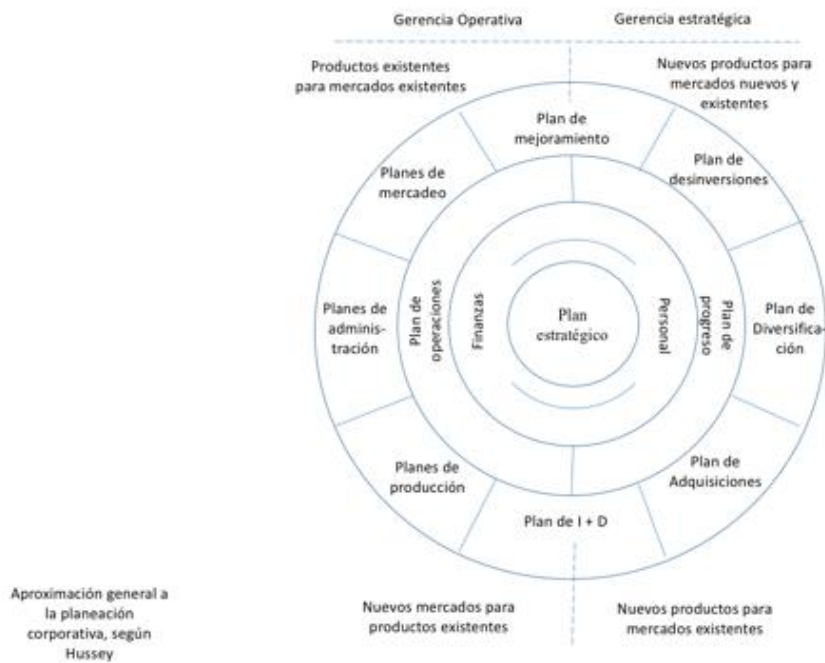 Gerencia Operativa
Gerencia estratégica
Productos existentes
para mercados existentes
Nuevos productos para
mercados nuevos y
existentes
Plan de
mejoramiento
Planes de
mercadeo
Plan de
desinversiones
Planes de
adminis-
tración
Plan de
operaciones
Finanzas
Plan
estratégico
Personal
Plan de
progreso
Plan de
Diversifica-
ción
Planes de
producción
Plan de
Adquisiciones
Plan de I + D
Nuevos mercados para
productos existentes
Nuevos productos para
mercados existentes
Aproximación general a
la planeación
corporativa, según
Hussey